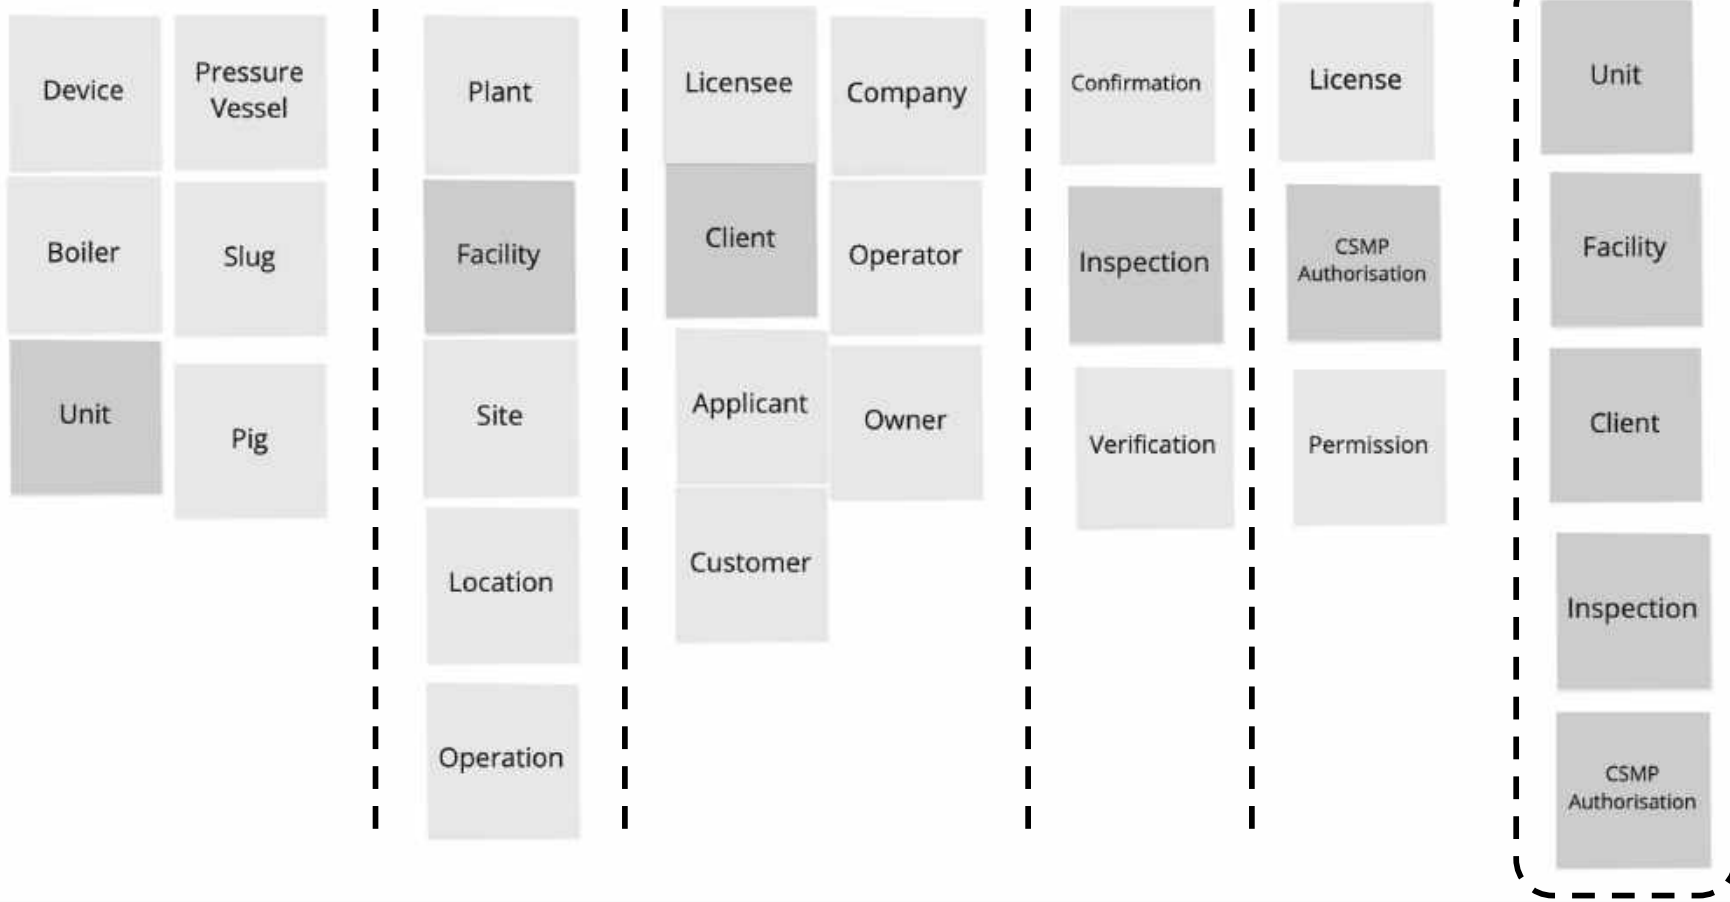 Device
Pressure
Vessel
Boiler
Slug
Unit
Pig
Plant
Facility
Site
Location
Operation
Licensee
Company
Client
Operator
Applicant
Owner
Customer
Confirmation
Inspection
Verification
License
CSMP
Authorisation
Permission
Unit
Facility
Client
Inspection
CSMP
Authorisation